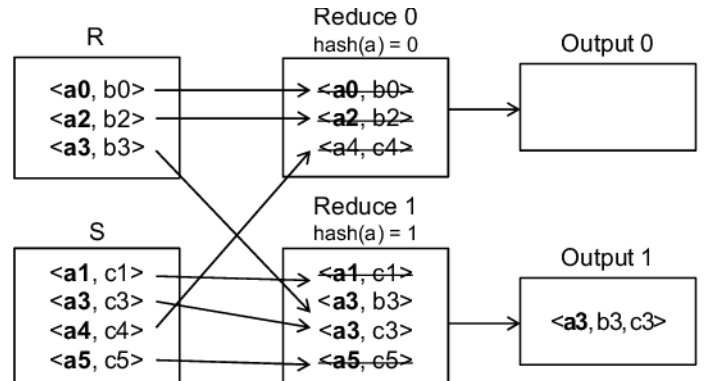 R
<a0, b0>
<a2, b2>
<a3, b3>
Reduce 0
hash(a) = 0
<a0, b0>
<a2, b2>
<a4, c4>
Output 0
S
<a1, c1>
<a3, c3>
<a4, c4>
<a5, c5>
Reduce 1
hash(a) = 1
<a1, c1>
<a3, b3>
<a3, c3>
<a5, c5>
Output 1
<a3, b3, c3>